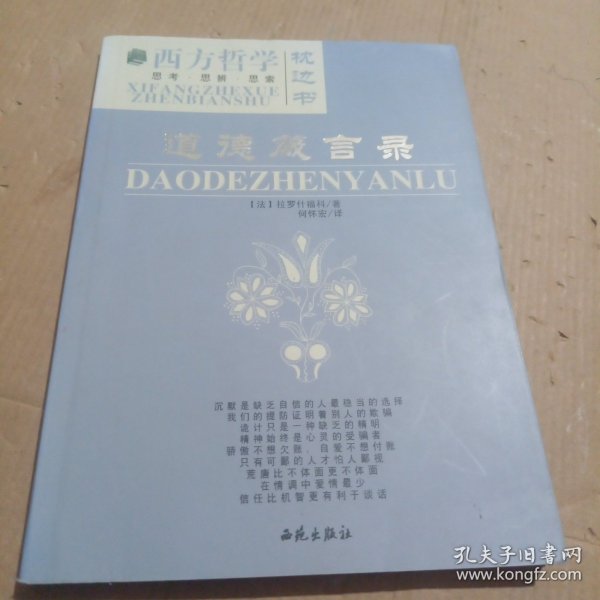 西方哲学
思考·思辨·思索
XIFANGZHEXUE
ZHENBIANSHU
枕边书
道德箴言录
DAODEZHENYANLU
【法】拉罗什福科/著
何怀宏/译
沉默是缺乏自信的人最稳当的选择
我们的提防证明着别人的欺骗
诡计只是一种缺乏的精明
精神始终是心灵的受骗者
骄傲不想欠账，自爱不想付账
只有可鄙的人才怕人鄙视
荒唐比不体面更不体面
在情调中爱情最少
信任比机智更有利于谈话
西苑出版社
孔夫子旧书网
www.kongfz.com